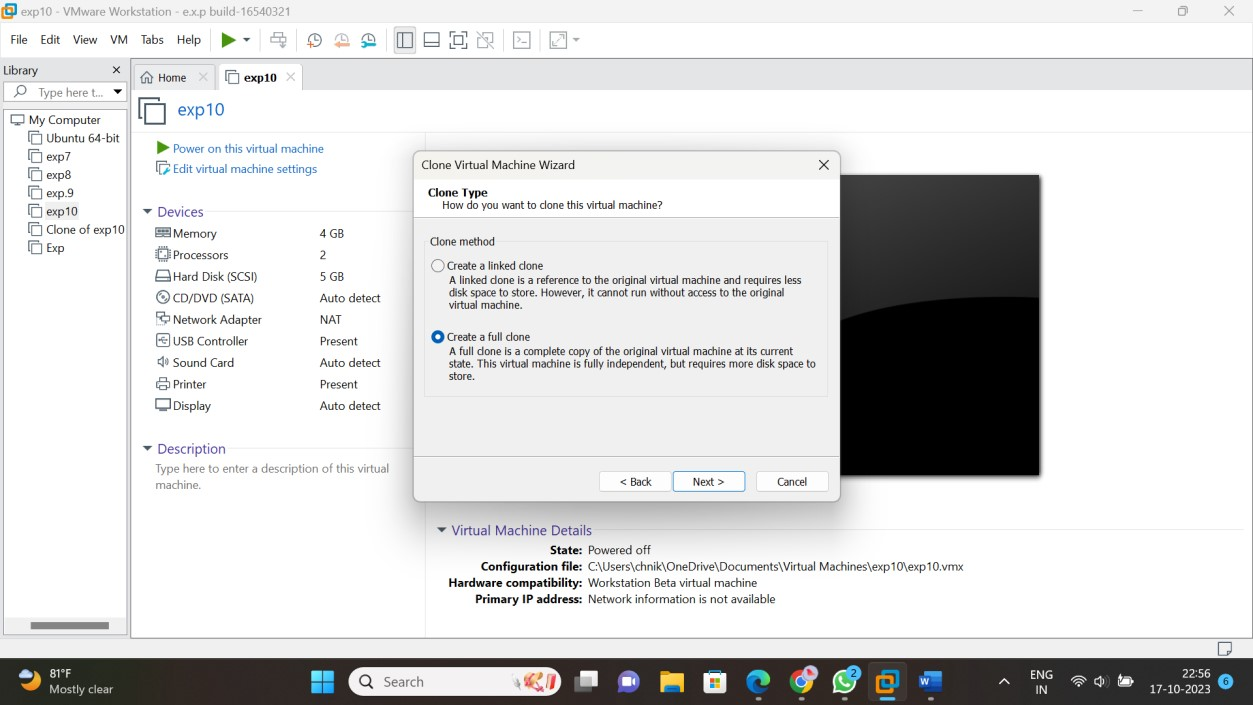 exp10 - VMware Workstation - e.x.p build-16540321
File Edit View VM Tabs Help
Library
Type here t...
My Computer
Ubuntu 64-bit
exp7
exp8
exp.9
exp10
Clone of exp10
Exp
Home
exp10
exp10
Power on this virtual machine
Edit virtual machine settings
Devices
Memory 4 GB
Processors 2
Hard Disk (SCSI) 5 GB
CD/DVD (SATA) Auto detect
Network Adapter NAT
USB Controller Present
Sound Card Auto detect
Printer Present
Display Auto detect
Description
Type here to enter a description of this virtual
machine.
Clone Virtual Machine Wizard
Clone Type
How do you want to clone this virtual machine?
Clone method
Create a linked clone
A linked clone is a reference to the original virtual machine and requires less
disk space to store. However, it cannot run without access to the original
virtual machine.
Create a full clone
A full clone is a complete copy of the original virtual machine at its current
state. This virtual machine is fully independent, but requires more disk space to
store.
< Back Next > Cancel
Virtual Machine Details
State: Powered off
Configuration file: C:\Users\chnik\OneDrive\Documents\Virtual Machines\exp10\exp10.vmx
Hardware compatibility: Workstation Beta virtual machine
Primary IP address: Network information is not available
81°F
Mostly clear
Search
2
W
ENG
IN
22:56
17-10-2023
6